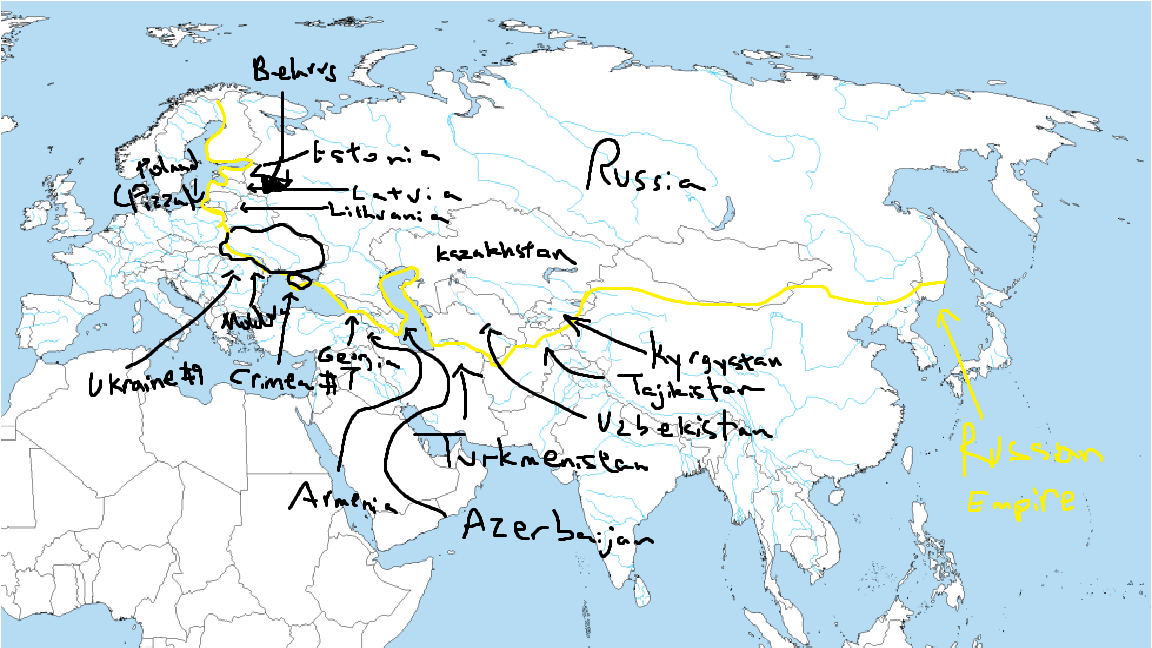 Belarus
Estonia
Poland
(Pizza)
Latvia
Lithuania
Russia
Kazakhstan
Ukraine #9
Crimea
#7
Georgia
Kyrgystan
Tajikistan
Uzbekistan
Turkmenistan
Armenia
Azerbaijan
Russian
Empire